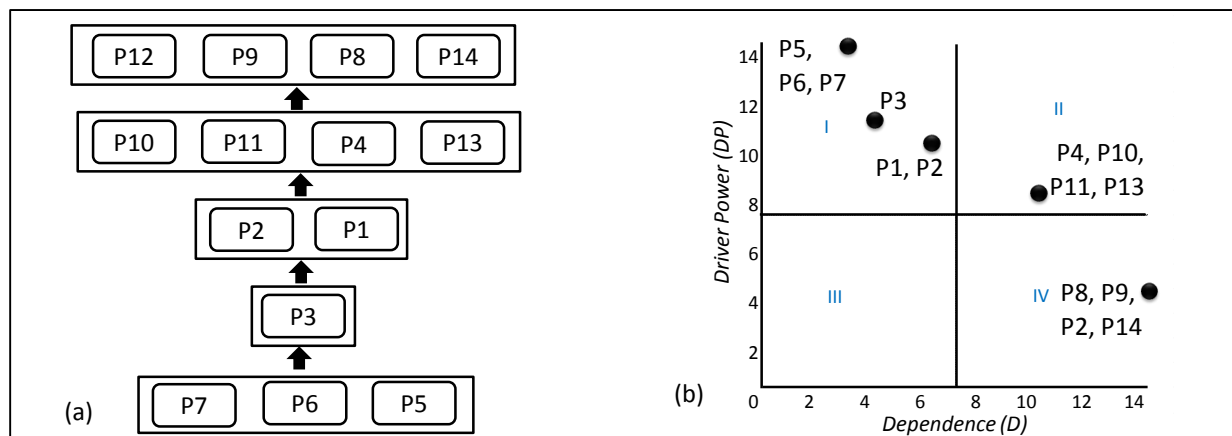 P12 P9 P8 P14
P10 P11 P4 P13
P2 P1
P3
P7 P6 P5
(a)
14
12
10
8
6
4
2
Driver Power (DP)
P5,
P6, P7
P3
I
P1, P2
II
P4, P10,
P11, P13
III
IV
P8, P9,
P2, P14
0 2 4 6 8 10 12 14
Dependence (D)
(b)